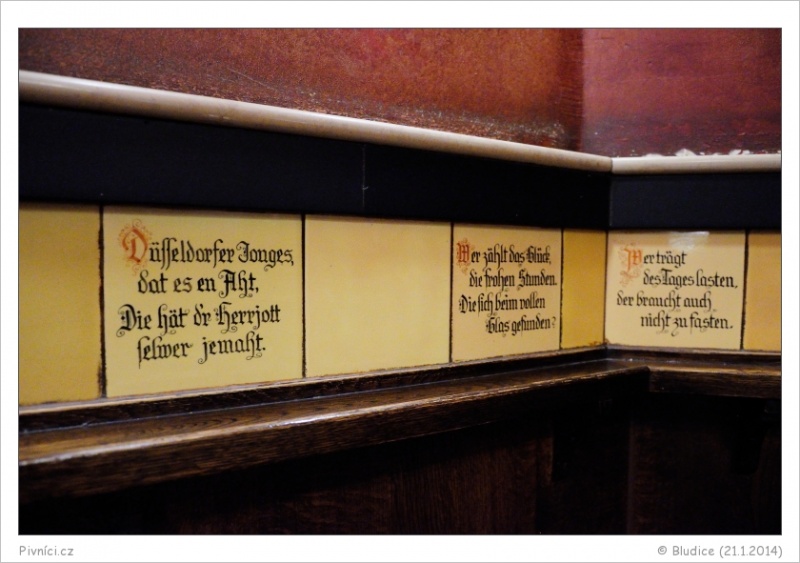 Düsseldorfer Jonges,
dat es en Aht,
Die hät dr Herrjott
selwer jemaht.
Wer zählt das Glück,
die frohen Stunden.
Die sich beim vollen
Glas gefunden?
Wer trägt
des Tages lasten,
der braucht auch
nicht zu fasten.
Pivníci.cz
© Bludice (21.1.2014)